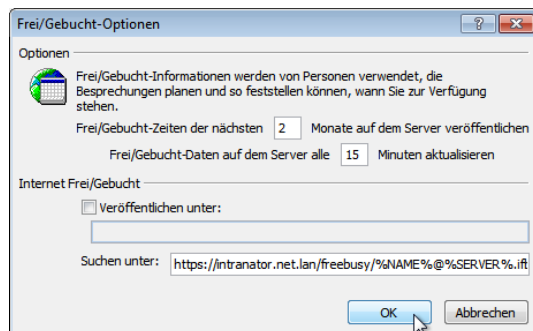 Frei/Gebucht-Optionen
Optionen
Frei/Gebucht-Informationen werden von Personen verwendet, die
Besprechungen planen und so feststellen können, wann Sie zur Verfügung
stehen.
Frei/Gebucht-Zeiten der nächsten 2 Monate auf dem Server veröffentlichen
Frei/Gebucht-Daten auf dem Server alle 15 Minuten aktualisieren
Internet Frei/Gebucht
Veröffentlichen unter:
Suchen unter: https://intranator.net.lan/freebusy/%NAME%@%SERVER%.ift
OK Abbrechen